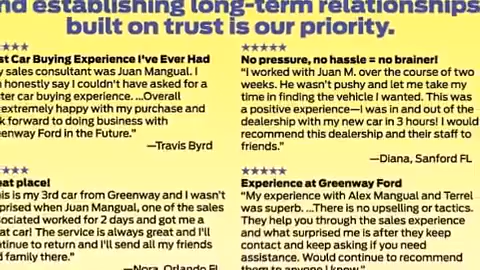 nd establishing long-term relationships
built on trust is our priority.
st Car Buying Experience I've Ever Had
y sales consultant was Juan Mangual. I
n honestly say I couldn't have asked for a
ter car buying experience. ...Overall
extremely happy with my purchase and
k forward to doing business with
eenway Ford in the Future."
—Travis Byrd
No pressure, no hassle = no brainer!
"I worked with Juan M. over the course of two
weeks. He wasn't pushy and let me take my
time in finding the vehicle I wanted. This was
a positive experience—I was in and out of the
dealership with my new car in 3 hours! I would
recommend this dealership and their staff to
friends."
—Diana, Sanford FL
eat place!
his is my 3rd car from Greenway and I wasn't
prised when Juan Mangual, one of the sales
sociated worked for 2 days and got me a
at car! The service is always great and I'll
ntinue to return and I'll send all my friends
d family there."
—Nora, Orlando FL
Experience at Greenway Ford
"My experience with Alex Mangual and Terrel
was superb. ...There is no upselling or tactics.
They help you through the sales experience
and what surprised me is after they keep
contact and keep asking if you need
assistance. Would continue to recommend
them to anyone I know."